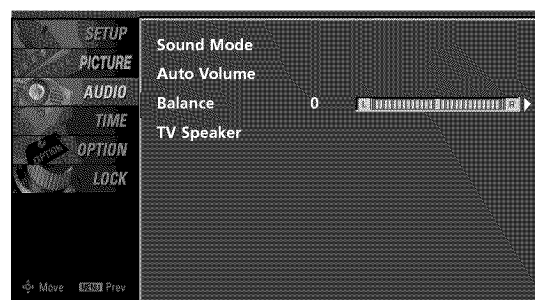 SETUP
PICTURE
AUDIO
TIME
OPTION
LOCK
Sound Mode
Auto Volume
Balance 0 L R
TV Speaker
Move MENU Prev